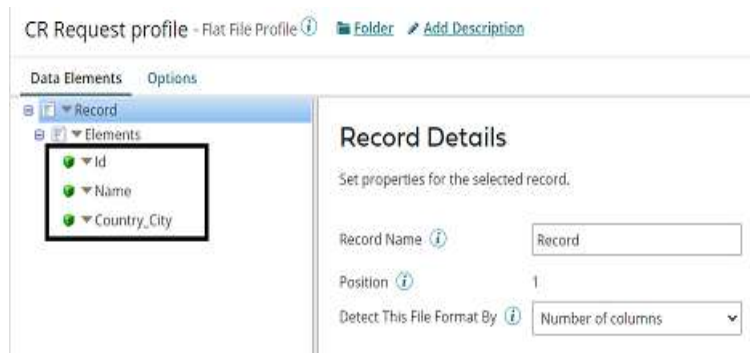 CR Request profile - Flat File Profile i Folder Add Description
Data Elements Options
Record
Elements
Id
Name
Country_City
Record Details
Set properties for the selected record.
Record Name i Record
Position i 1
Detect This File Format By i Number of columns